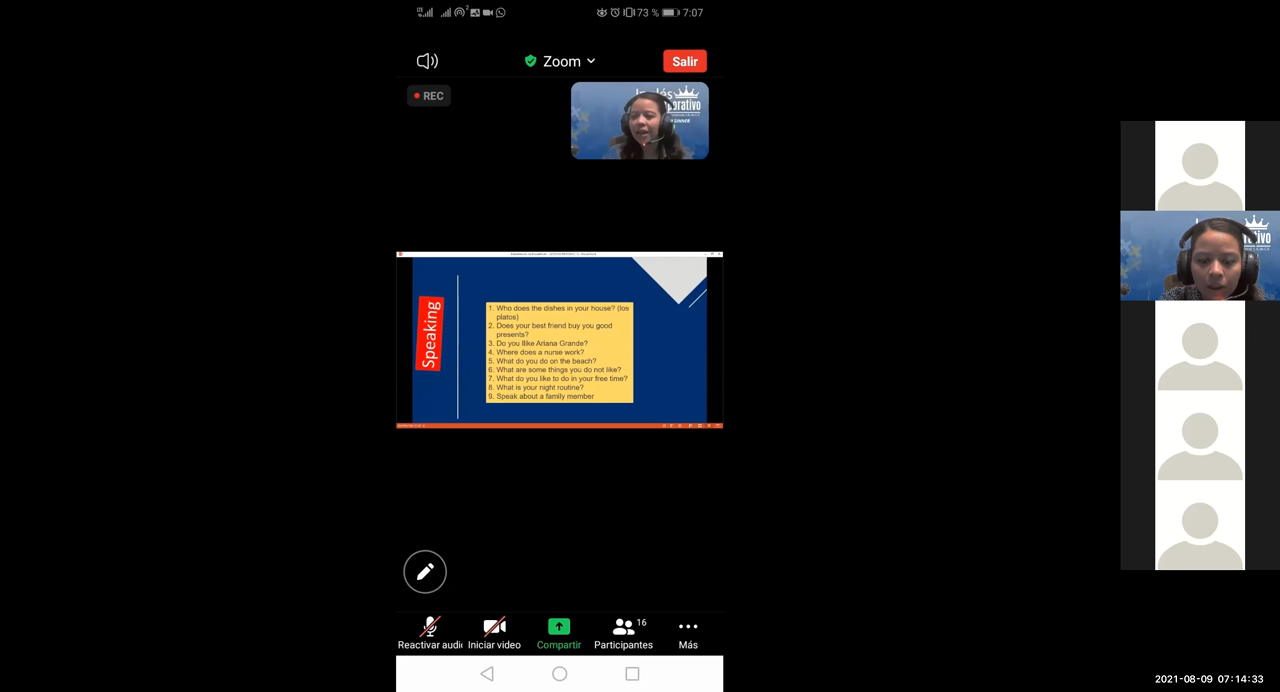 73 % 7:07
Zoom
Salir
REC
Inglés
SINNER
Speaking
1. Who does the dishes in your house? (los
platos)
2. Does your best friend buy you good
presents?
3. Do you llike Ariana Grande?
4. Where does a nurse work?
5. What do you do on the beach?
6. What are some things you do not like?
7. What do you like to do in your free time?
8. What is your night routine?
9. Speak about a family member
16
Reactivar audi
Iniciar video
Compartir
Participantes
Más
2021-08-09 07:14:33